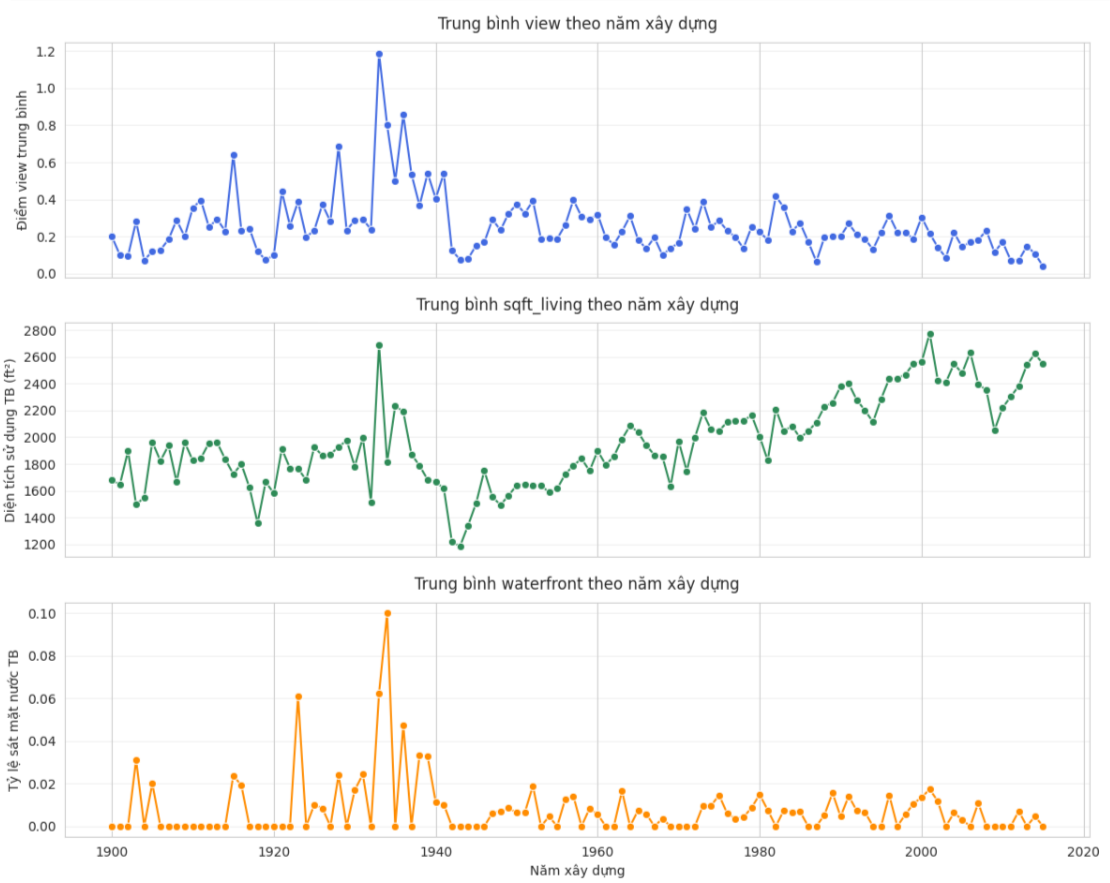 Trung bình view theo năm xây dựng
Điểm view trung bình
1.2
1.0
0.8
0.6
0.4
0.2
0.0
Trung bình sqft_living theo năm xây dựng
Diện tích sử dụng TB (ft²)
2800
2600
2400
2200
2000
1800
1600
1400
1200
Trung bình waterfront theo năm xây dựng
Tỷ lệ sát mặt nước TB
0.10
0.08
0.06
0.04
0.02
0.00
1900 1920 1940 1960 1980 2000 2020
Năm xây dựng